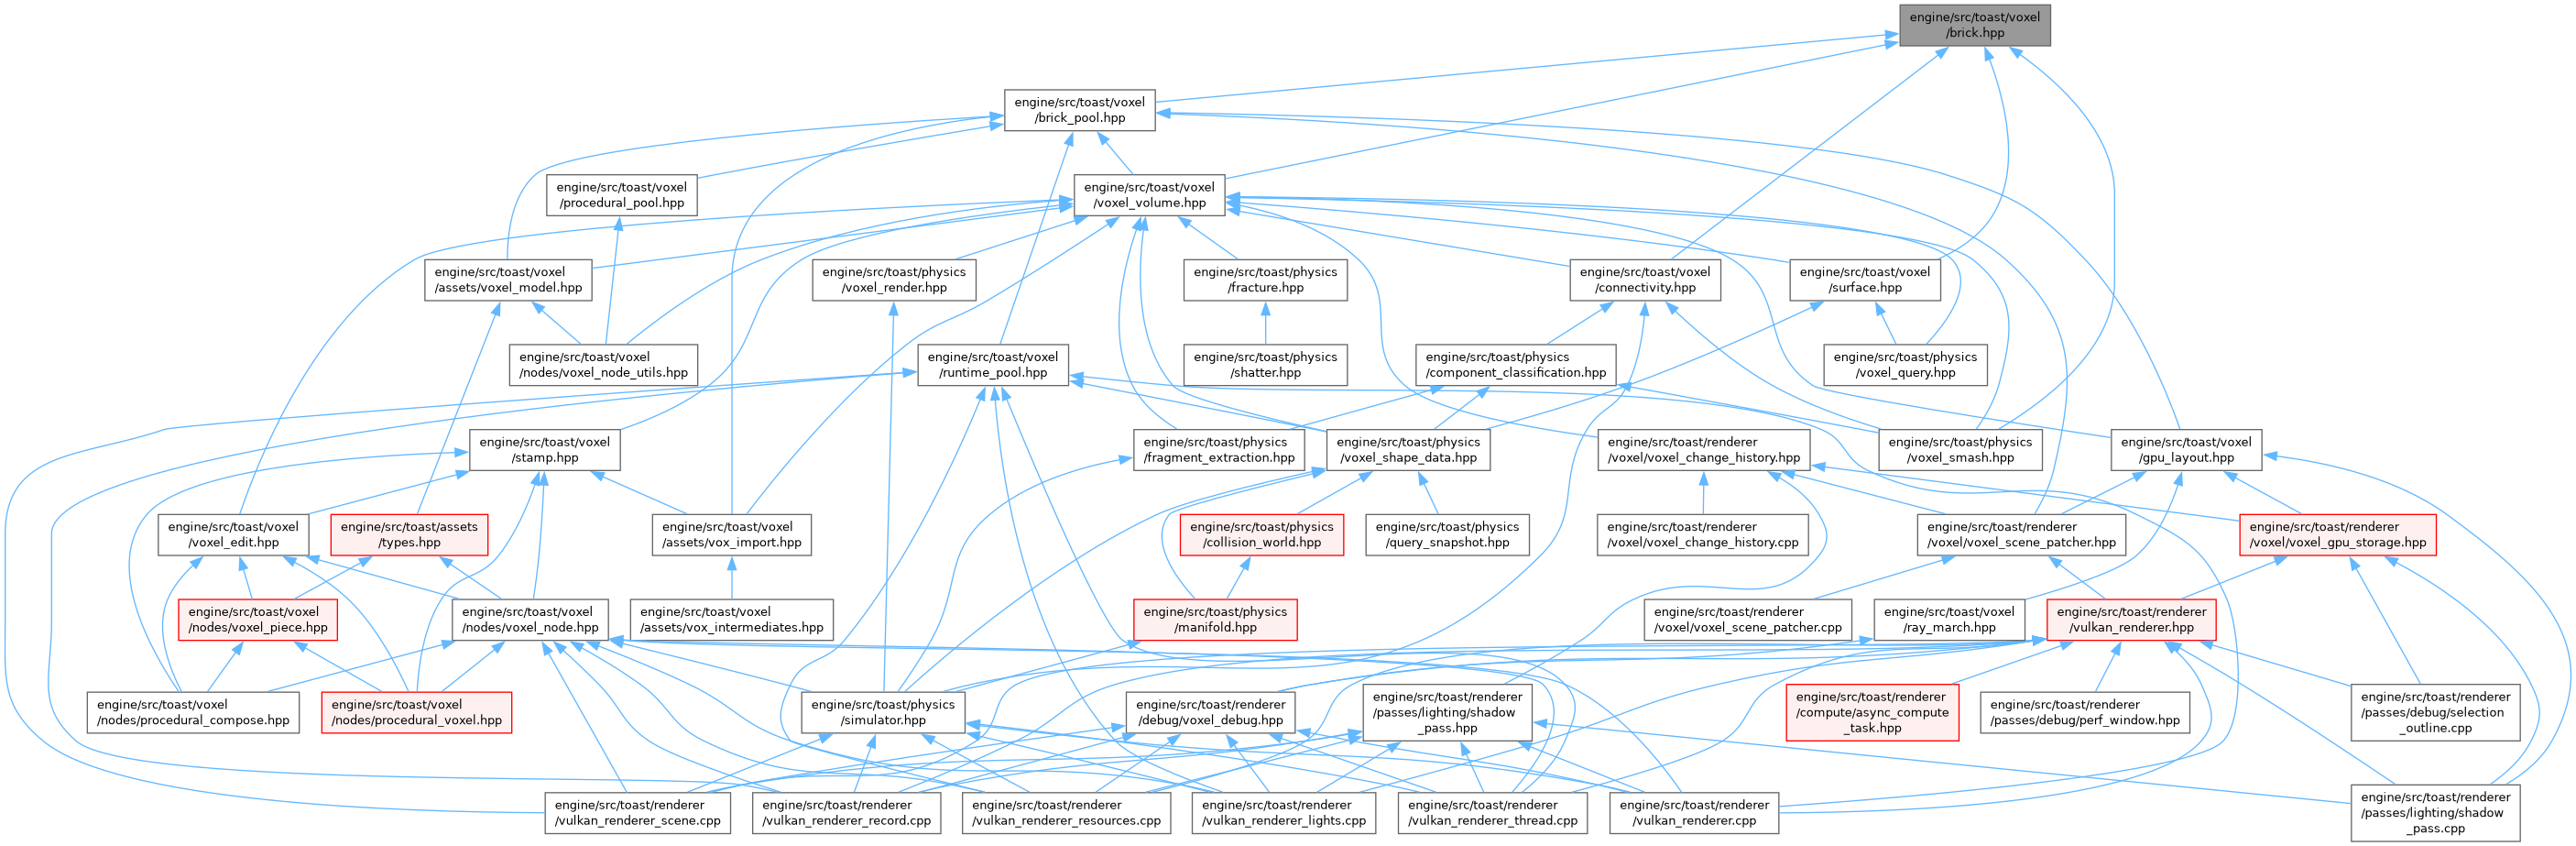 engine/src/toast/voxel
/brick.hpp
engine/src/toast/voxel
/brick_pool.hpp
engine/src/toast/voxel
/procedural_pool.hpp
engine/src/toast/voxel
/voxel_volume.hpp
engine/src/toast/voxel
/assets/voxel_model.hpp
engine/src/toast/physics
/voxel_render.hpp
engine/src/toast/physics
/fracture.hpp
engine/src/toast/voxel
/connectivity.hpp
engine/src/toast/voxel
/surface.hpp
engine/src/toast/voxel
/nodes/voxel_node_utils.hpp
engine/src/toast/voxel
/runtime_pool.hpp
engine/src/toast/physics
/shatter.hpp
engine/src/toast/physics
/component_classification.hpp
engine/src/toast/physics
/voxel_query.hpp
engine/src/toast/voxel
/stamp.hpp
engine/src/toast/physics
/fragment_extraction.hpp
engine/src/toast/physics
/voxel_shape_data.hpp
engine/src/toast/renderer
/voxel/voxel_change_history.hpp
engine/src/toast/physics
/voxel_smash.hpp
engine/src/toast/voxel
/gpu_layout.hpp
engine/src/toast/voxel
/voxel_edit.hpp
engine/src/toast/assets
/types.hpp
engine/src/toast/voxel
/assets/vox_import.hpp
engine/src/toast/physics
/collision_world.hpp
engine/src/toast/physics
/query_snapshot.hpp
engine/src/toast/renderer
/voxel/voxel_change_history.cpp
engine/src/toast/renderer
/voxel/voxel_scene_patcher.hpp
engine/src/toast/renderer
/voxel/voxel_gpu_storage.hpp
engine/src/toast/voxel
/nodes/voxel_piece.hpp
engine/src/toast/voxel
/nodes/voxel_node.hpp
engine/src/toast/voxel
/assets/vox_intermediates.hpp
engine/src/toast/physics
/manifold.hpp
engine/src/toast/renderer
/voxel/voxel_scene_patcher.cpp
engine/src/toast/voxel
/ray_march.hpp
engine/src/toast/renderer
/vulkan_renderer.hpp
engine/src/toast/voxel
/nodes/procedural_compose.hpp
engine/src/toast/voxel
/nodes/procedural_voxel.hpp
engine/src/toast/physics
/simulator.hpp
engine/src/toast/renderer
/debug/voxel_debug.hpp
engine/src/toast/renderer
/passes/lighting/shadow
_pass.hpp
engine/src/toast/renderer
/compute/async_compute
_task.hpp
engine/src/toast/renderer
/passes/debug/perf_window.hpp
engine/src/toast/renderer
/passes/debug/selection
_outline.cpp
engine/src/toast/renderer
/vulkan_renderer_scene.cpp
engine/src/toast/renderer
/vulkan_renderer_record.cpp
engine/src/toast/renderer
/vulkan_renderer_resources.cpp
engine/src/toast/renderer
/vulkan_renderer_lights.cpp
engine/src/toast/renderer
/vulkan_renderer_thread.cpp
engine/src/toast/renderer
/vulkan_renderer.cpp
engine/src/toast/renderer
/passes/lighting/shadow
_pass.cpp